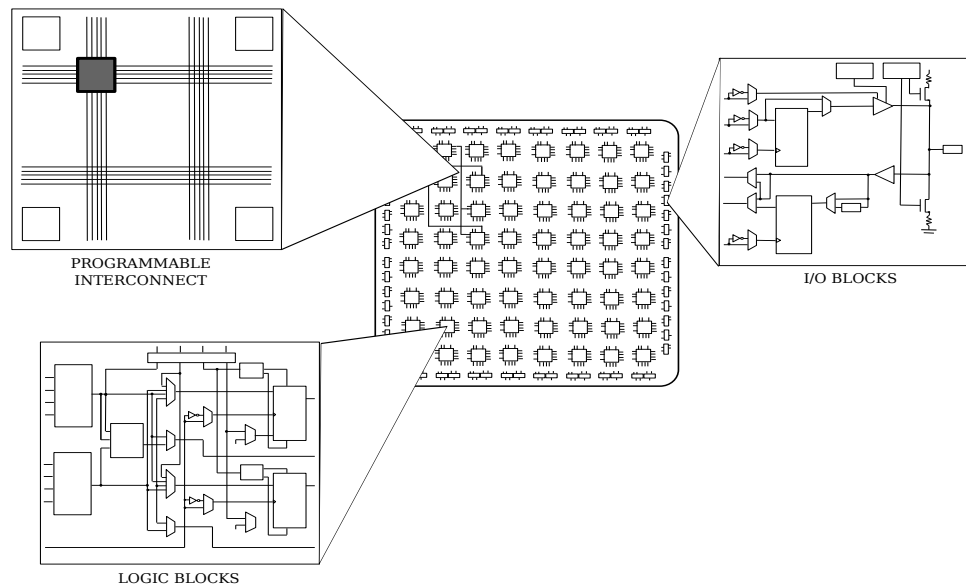 PROGRAMMABLE
INTERCONNECT
I/O BLOCKS
LOGIC BLOCKS